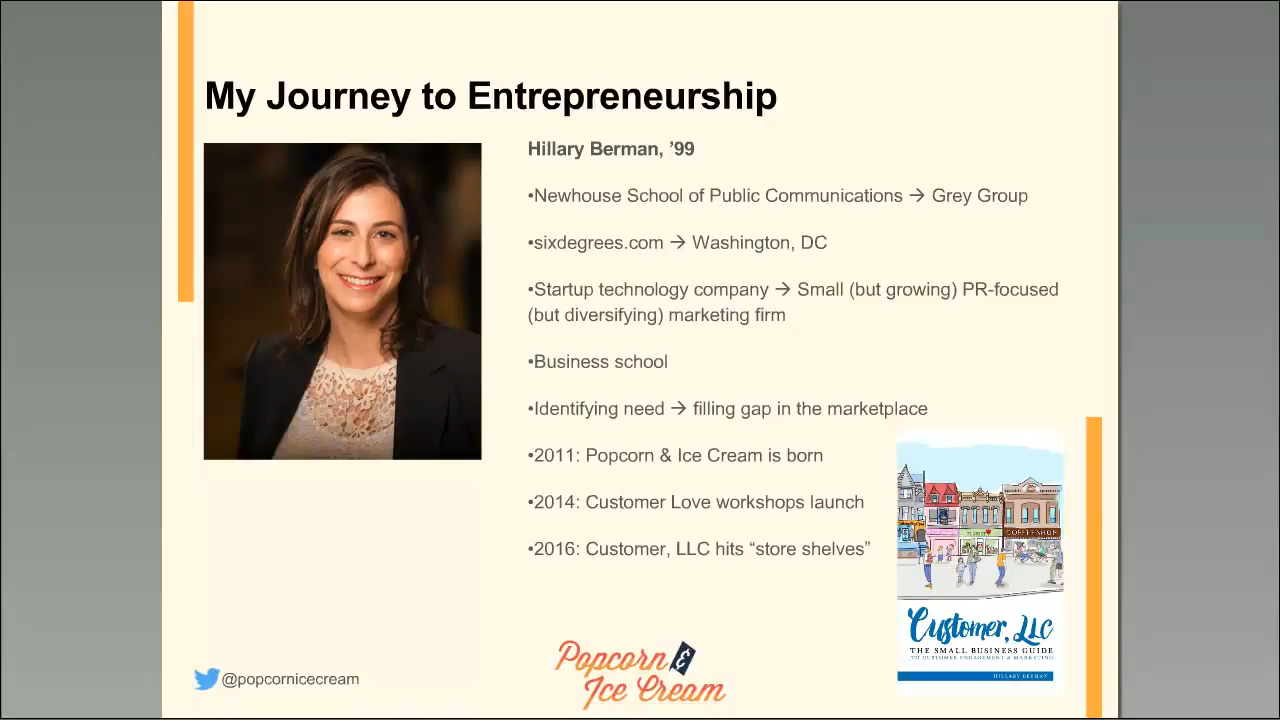 My Journey to Entrepreneurship
Hillary Berman, ’99
•Newhouse School of Public Communications → Grey Group
•sixdegrees.com → Washington, DC
•Startup technology company → Small (but growing) PR-focused
(but diversifying) marketing firm
•Business school
•Identifying need → filling gap in the marketplace
•2011: Popcorn & Ice Cream is born
•2014: Customer Love workshops launch
•2016: Customer, LLC hits “store shelves”
COFFEE SHOP
Customer, LLC
THE SMALL BUSINESS GUIDE
TO CUSTOMER ENGAGEMENT & MARKETING
HILLARY BERMAN
Popcorn &
Ice Cream
@popcornicecream